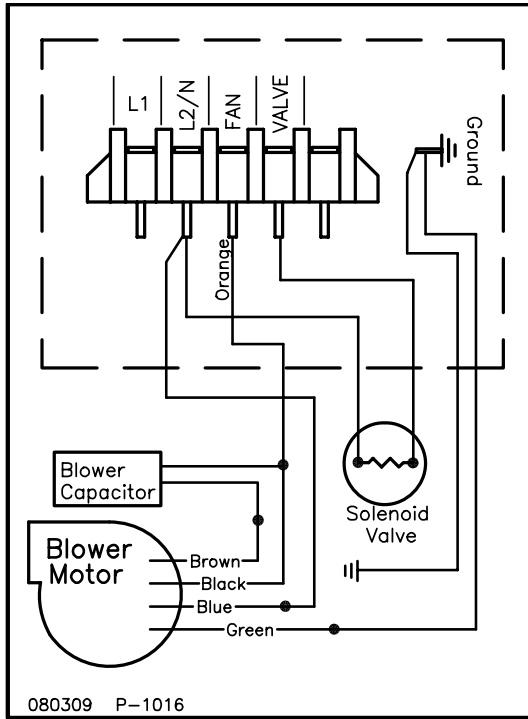 L1
L2/N
FAN
VALVE
Ground
Orange
Blower
Capacitor
Solenoid
Valve
Blower
Motor
Brown
Black
Blue
Green
080309 P-1016